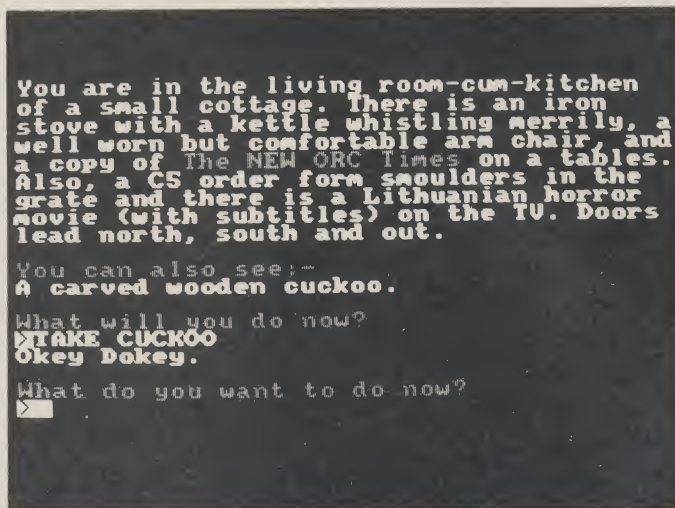 You are in the living room-cum-kitchen
of a small cottage. There is an iron
stove with a kettle whistling merrily, a
well worn but comfortable arm chair, and
a copy of The NEW ORC Times on a tables.
Also, a C5 order form smoulders in the
grate and there is a Lithuanian horror
movie (with subtitles) on the TV. Doors
lead north, south and out.
You can also see:-
A carved wooden cuckoo.
What will you do now?
>TAKE CUCKOO
Okey Dokey.
What do you want to do now?
>